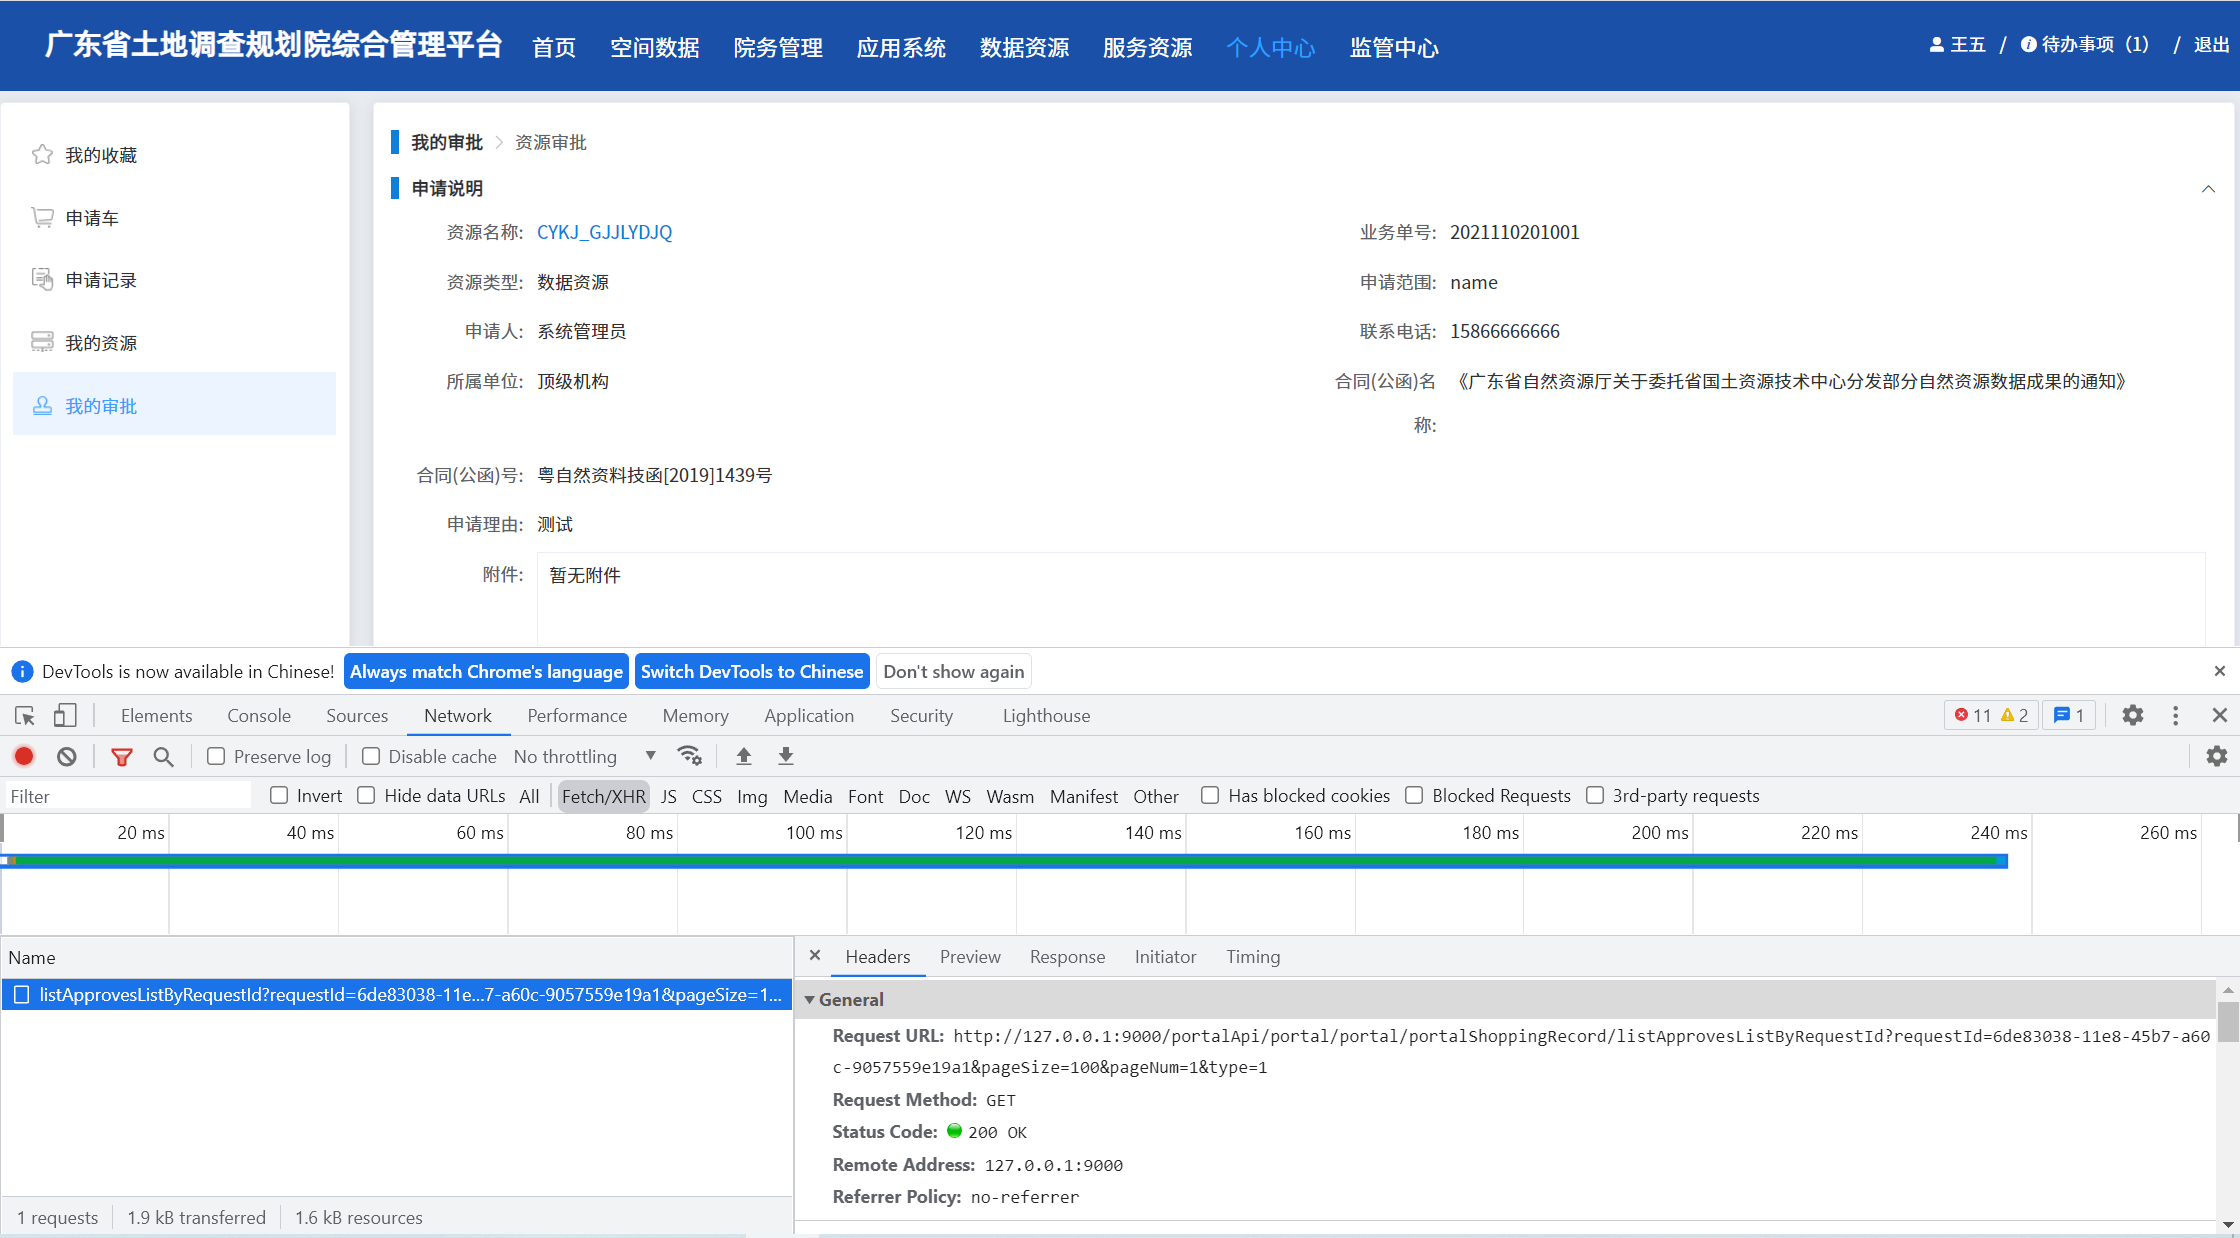 广东省土地调查规划院综合管理平台 首页 空间数据 院务管理 应用系统 数据资源 服务资源 个人中心 监管中心 王五 / 待办事项（1） / 退出
我的收藏
申请车
申请记录
我的资源
我的审批
我的审批 > 资源审批
申请说明
资源名称: CYKJ_GJJLYDJQ 业务单号: 2021110201001
资源类型: 数据资源 申请范围: name
申请人: 系统管理员 联系电话: 15866666666
所属单位: 顶级机构 合同(公函)名称: 《广东省自然资源厅关于委托省国土资源技术中心分发部分自然资源数据成果的通知》
合同(公函)号: 粤自然资料技函[2019]1439号
申请理由: 测试
附件: 暂无附件
DevTools is now available in Chinese! Always match Chrome's language Switch DevTools to Chinese Don't show again
Elements Console Sources Network Performance Memory Application Security Lighthouse 11 2 1
Preserve log Disable cache No throttling
Filter Invert Hide data URLs All Fetch/XHR JS CSS Img Media Font Doc WS Wasm Manifest Other Has blocked cookies Blocked Requests 3rd-party requests
20 ms 40 ms 60 ms 80 ms 100 ms 120 ms 140 ms 160 ms 180 ms 200 ms 220 ms 240 ms 260 ms
Name
listApprovesListByRequestId?requestId=6de83038-11e...7-a60c-9057559e19a1&pageSize=1...
1 requests 1.9 kB transferred 1.6 kB resources
Headers Preview Response Initiator Timing
General
Request URL: http://127.0.0.1:9000/portalApi/portal/portal/portalShoppingRecord/listApprovesListByRequestId?requestId=6de83038-11e8-45b7-a60
c-9057559e19a1&pageSize=100&pageNum=1&type=1
Request Method: GET
Status Code: 200 OK
Remote Address: 127.0.0.1:9000
Referrer Policy: no-referrer